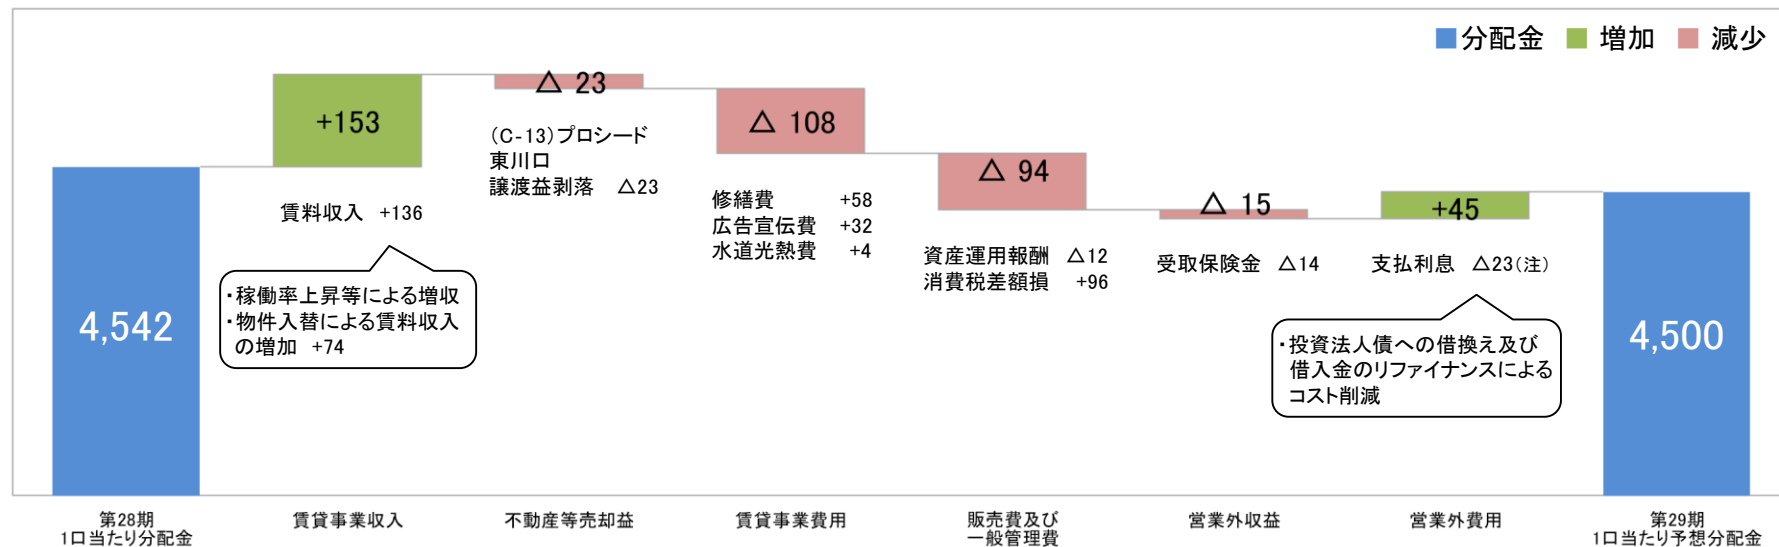 分配金 増加 減少
4,542
+153
賃料収入 +136
・稼働率上昇等による増収
・物件入替による賃料収入
の増加 +74
△ 23
(C-13)プロシード
東川口
譲渡益剥落 △23
△ 108
修繕費 +58
広告宣伝費 +32
水道光熱費 +4
△ 94
資産運用報酬 △12
消費税差額損 +96
△ 15
受取保険金 △14
+45
支払利息 △23(注)
・投資法人債への借換え及び
借入金のリファイナンスによる
コスト削減
4,500
第28期
1口当たり分配金
賃貸事業収入
不動産等売却益
賃貸事業費用
販売費及び
一般管理費
営業外収益
営業外費用
第29期
1口当たり予想分配金